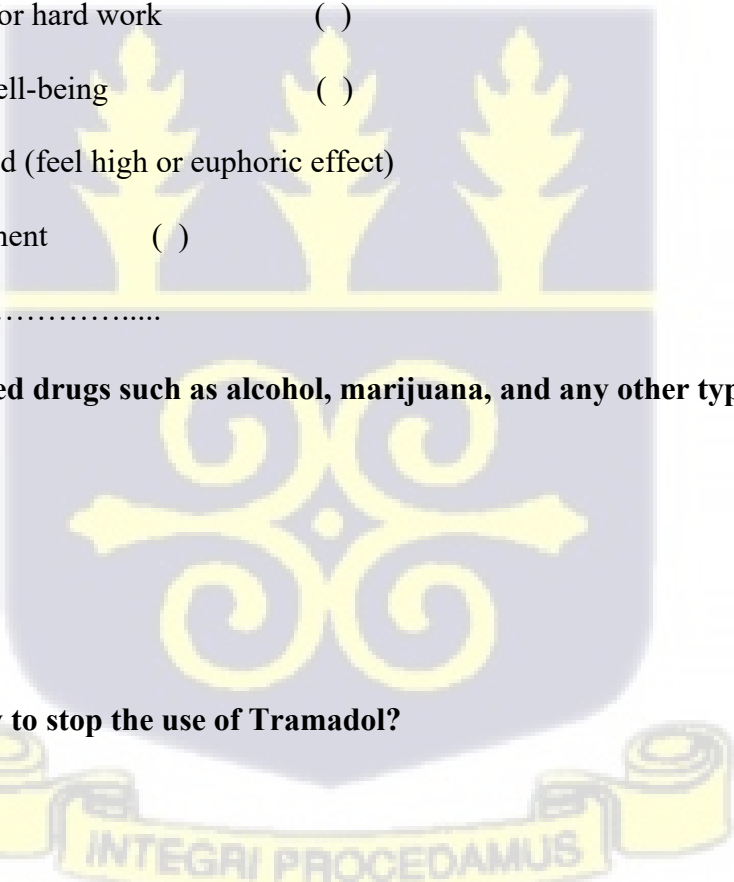 or hard work ( )
ell-being ( )
d (feel high or euphoric effect)
nent ( )
…………….....
ed drugs such as alcohol, marijuana, and any other typ
y to stop the use of Tramadol?
INTEGRI PROCEDAMUS